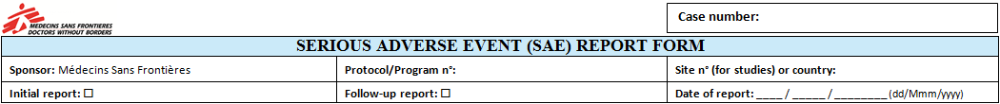 MEDECINS SANS FRONTIERES
DOCTORS WITHOUT BORDERS
Case number:
SERIOUS ADVERSE EVENT (SAE) REPORT FORM
Sponsor: Médecins Sans Frontières Protocol/Program n°: Site n° (for studies) or country:
Initial report: ☐ Follow-up report: ☐ Date of report: ____ / _____ / ________ (dd/Mmm/yyyy)